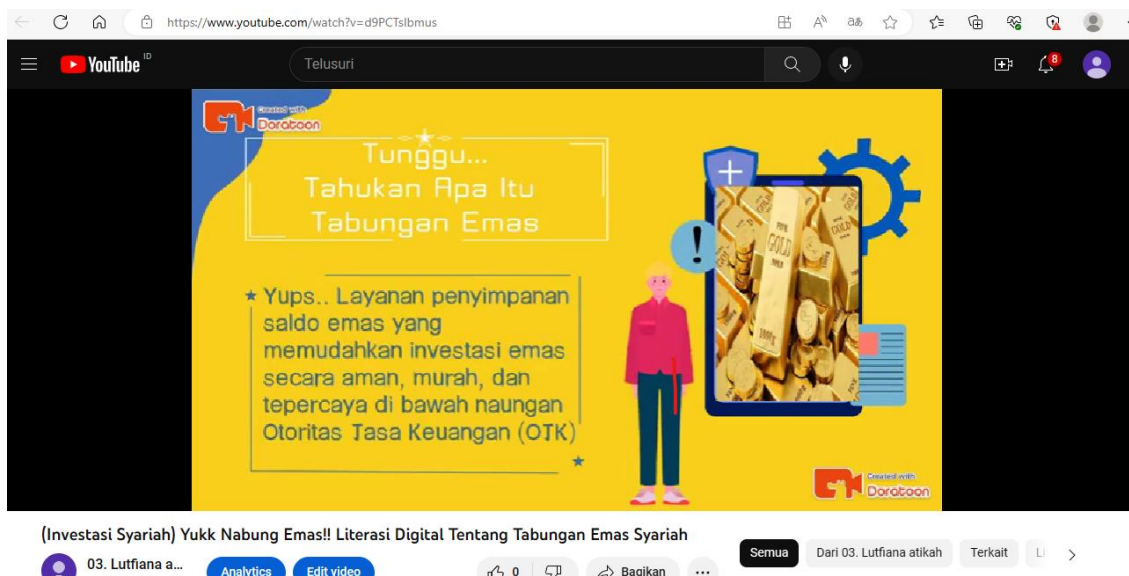 https://www.youtube.com/watch?v=d9PCTslbmus
YouTube ID
Telusuri
8
Created with
Doratoon
Tunggu...
Tahukan Apa Itu
Tabungan Emas
Yups.. Layanan penyimpanan
saldo emas yang
memudahkan investasi emas
secara aman, murah, dan
tepercaya di bawah naungan
Otoritas Tasa Keuangan (OTK)
GOLD
GOLD
Created with
Doratoon
(Investasi Syariah) Yukk Nabung Emas!! Literasi Digital Tentang Tabungan Emas Syariah
03. Lutfiana a...
Analytics
Edit video
0
Bagikan
Semua
Dari 03. Lutfiana atikah
Terkait